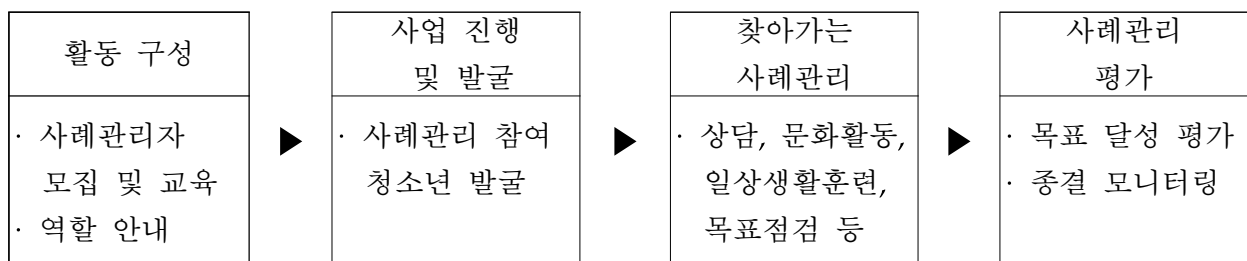 활동 구성
· 사례관리자
모집 및 교육
· 역할 안내
▶
사업 진행
및 발굴
· 사례관리 참여
청소년 발굴
▶
찾아가는
사례관리
· 상담, 문화활동,
일상생활훈련,
목표점검 등
▶
사례관리
평가
· 목표 달성 평가
· 종결 모니터링